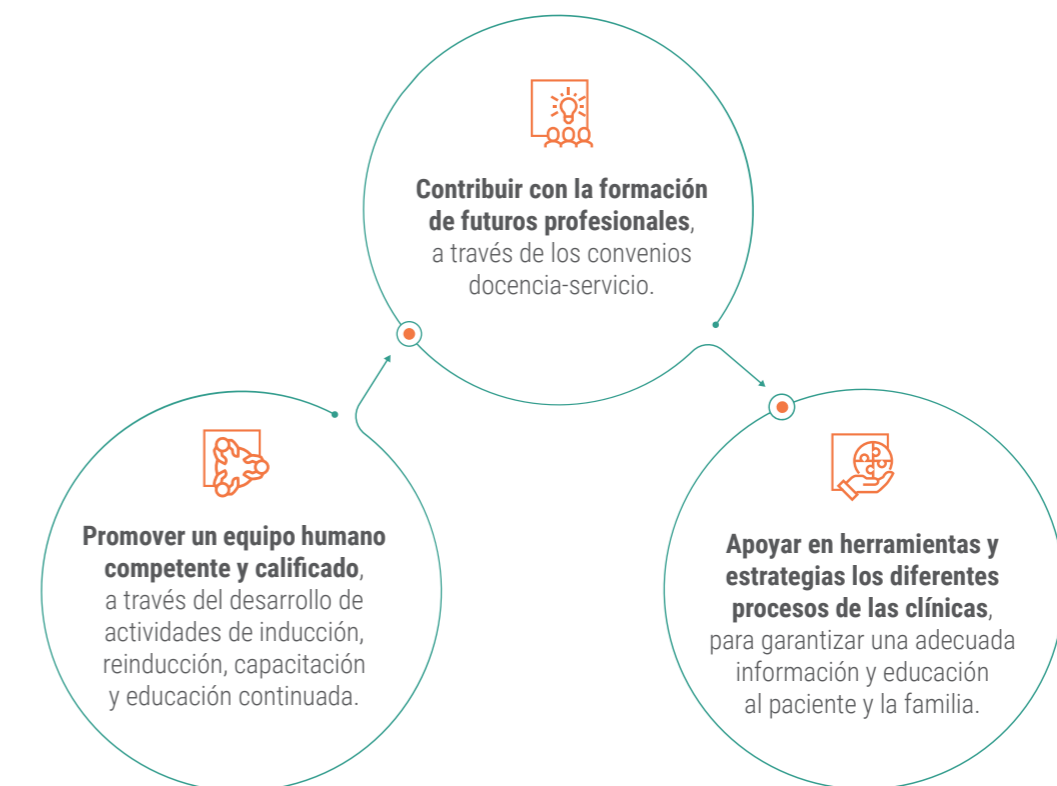 Contribuir con la formación
de futuros profesionales,
a través de los convenios
docencia-servicio.
Promover un equipo humano
competente y calificado,
a través del desarrollo de
actividades de inducción,
reinducción, capacitación
y educación continuada.
Apoyar en herramientas y
estrategias los diferentes
procesos de las clínicas,
para garantizar una adecuada
información y educación
al paciente y la familia.